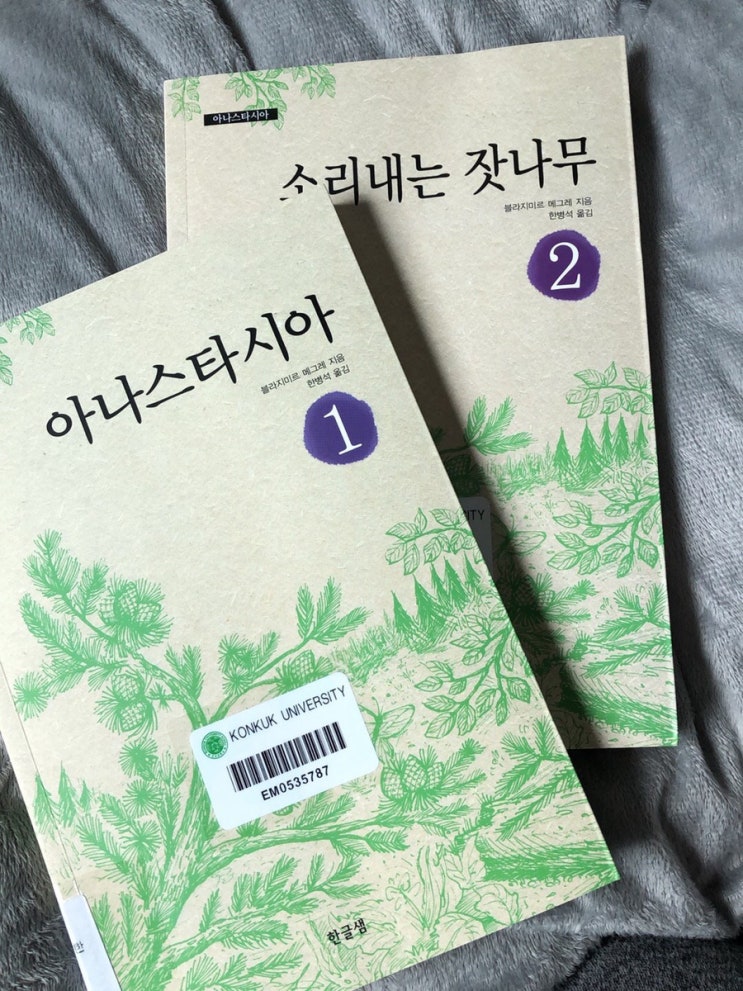 아나스타시아
소리내는 잣나무
블라지미르 메그레 지음
한병석 옮김
2
아나스타시아
블라지미르 메그레 지음
한병석 옮김
1
SITY
KONKUK UNIVERSITY
EM0535787
한글샘